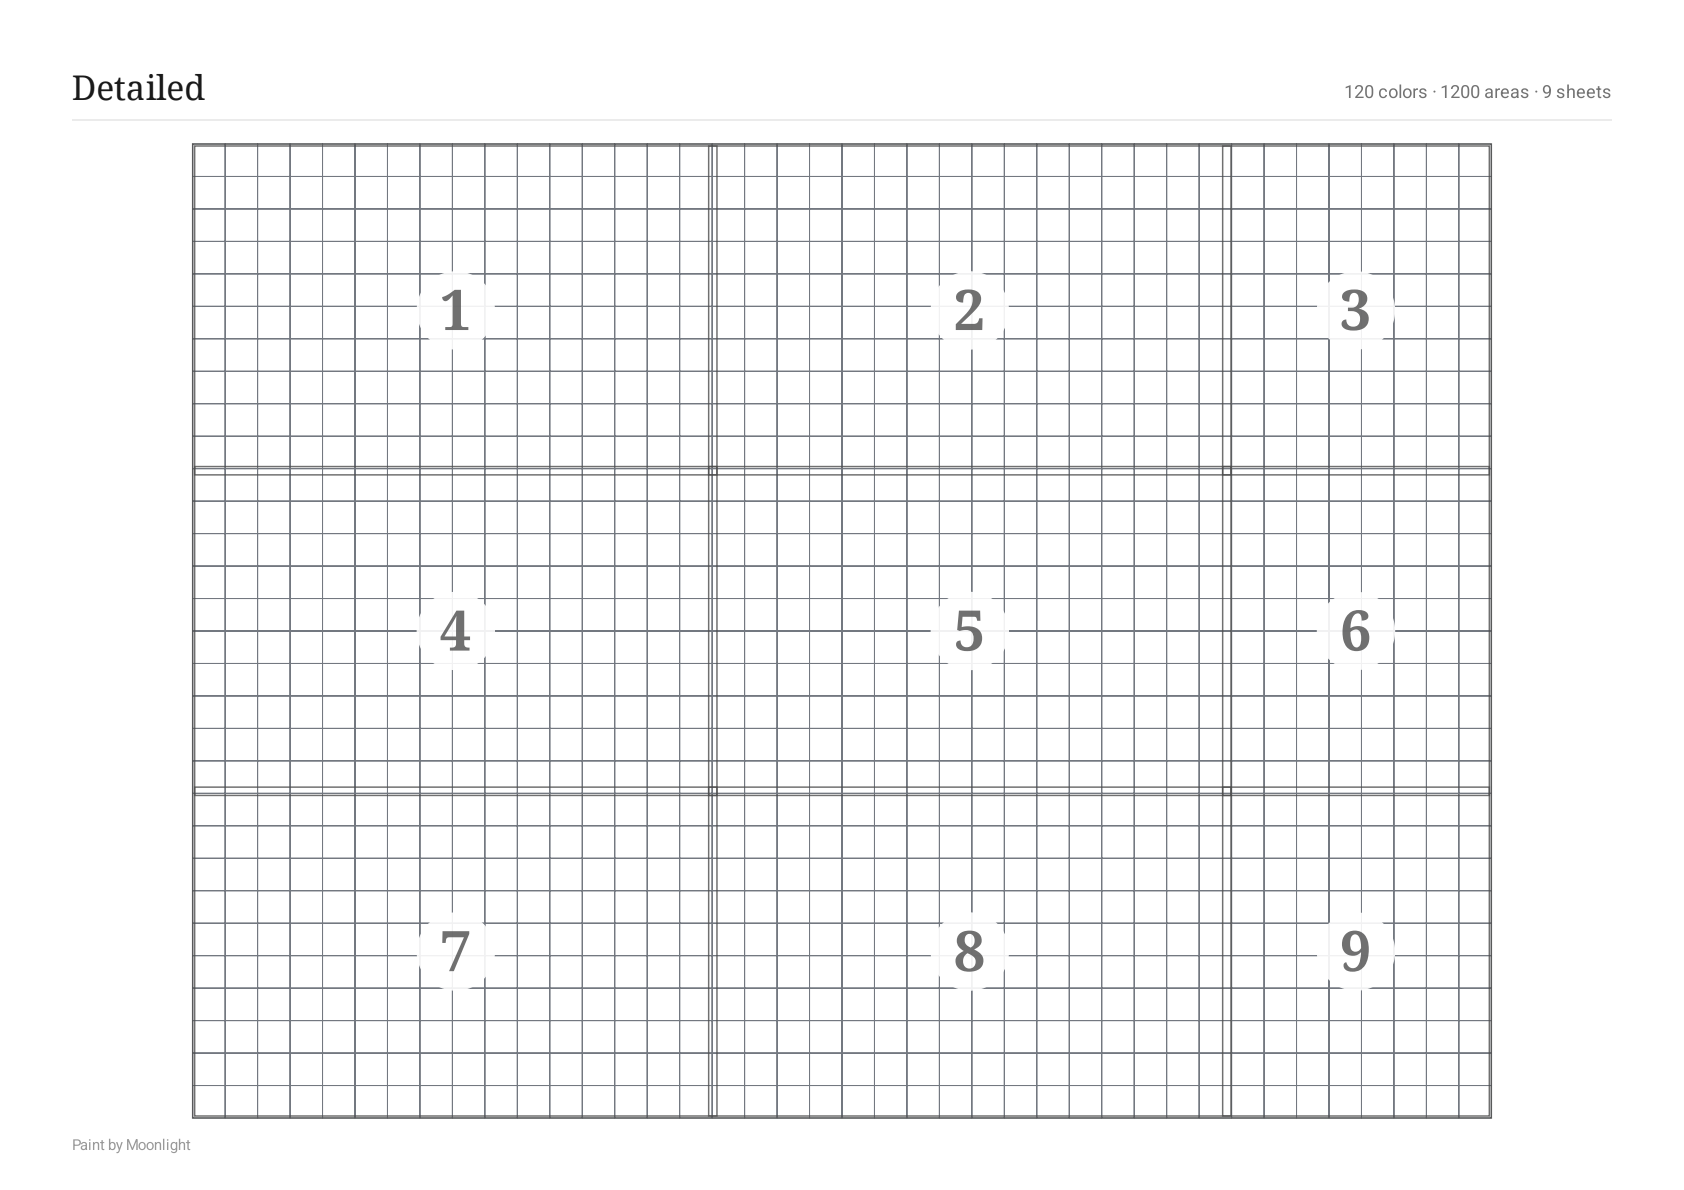 Detailed
120 colors · 1200 areas · 9 sheets
1 2 3
4 5 6
7 8 9
Paint by Moonlight